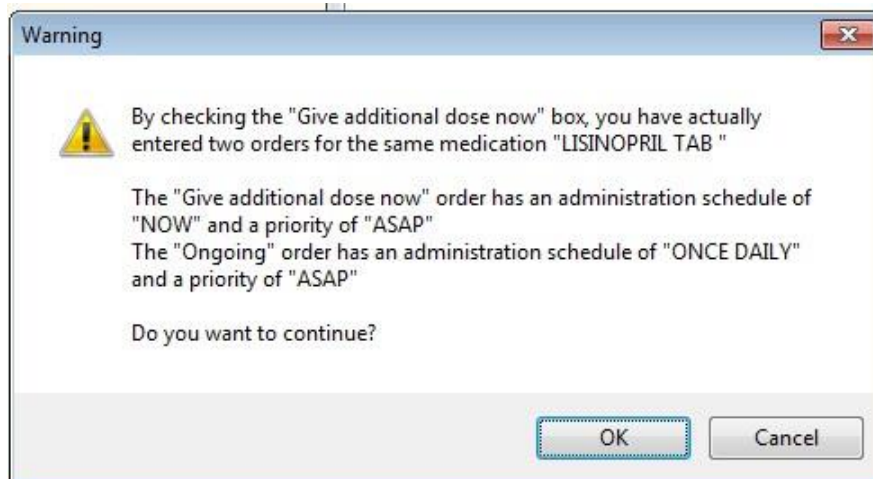 Warning
By checking the "Give additional dose now" box, you have actually
entered two orders for the same medication "LISINOPRIL TAB "
The "Give additional dose now" order has an administration schedule of
"NOW" and a priority of "ASAP"
The "Ongoing" order has an administration schedule of "ONCE DAILY"
and a priority of "ASAP"
Do you want to continue?
OK
Cancel